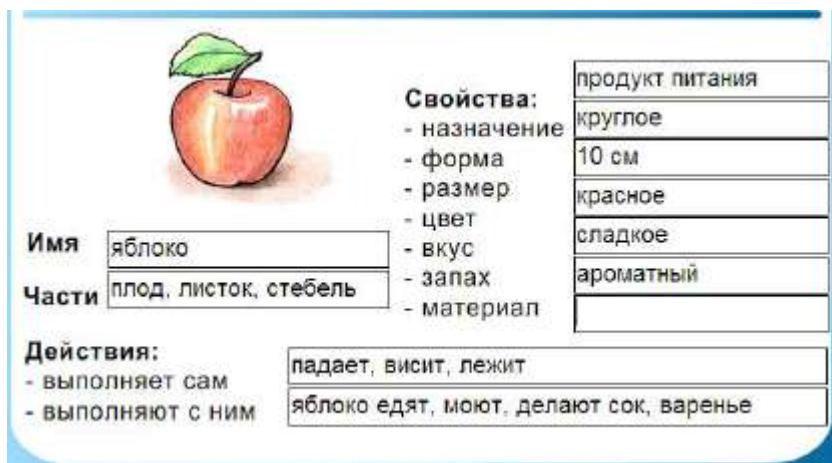 Свойства:
- назначение
- форма
- размер
- цвет
- вкус
- запах
- материал
продукт питания
круглое
10 см
красное
сладкое
ароматный
Имя яблоко
Части плод, листок, стебель
Действия:
- выполняет сам падает, висит, лежит
- выполняют с ним яблоко едят, моют, делают сок, варенье